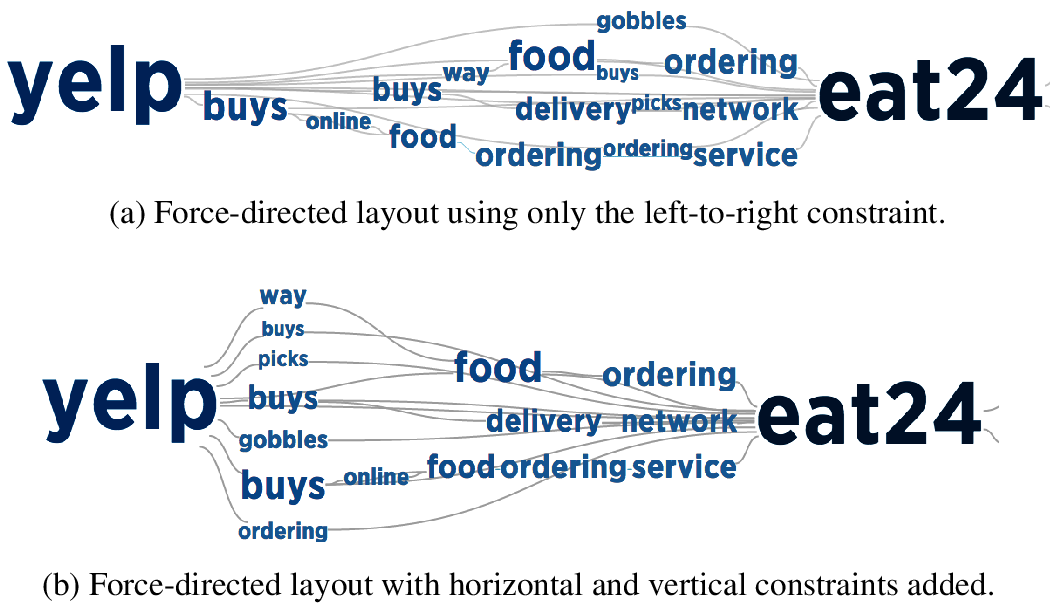 gobbles
yelp buys way food buys ordering eat24
buys online food delivery picks network
ordering ordering service
(a) Force-directed layout using only the left-to-right constraint.
way
buys
picks
yelp buys food ordering eat24
gobbles delivery network
buys online food ordering service
ordering
(b) Force-directed layout with horizontal and vertical constraints added.